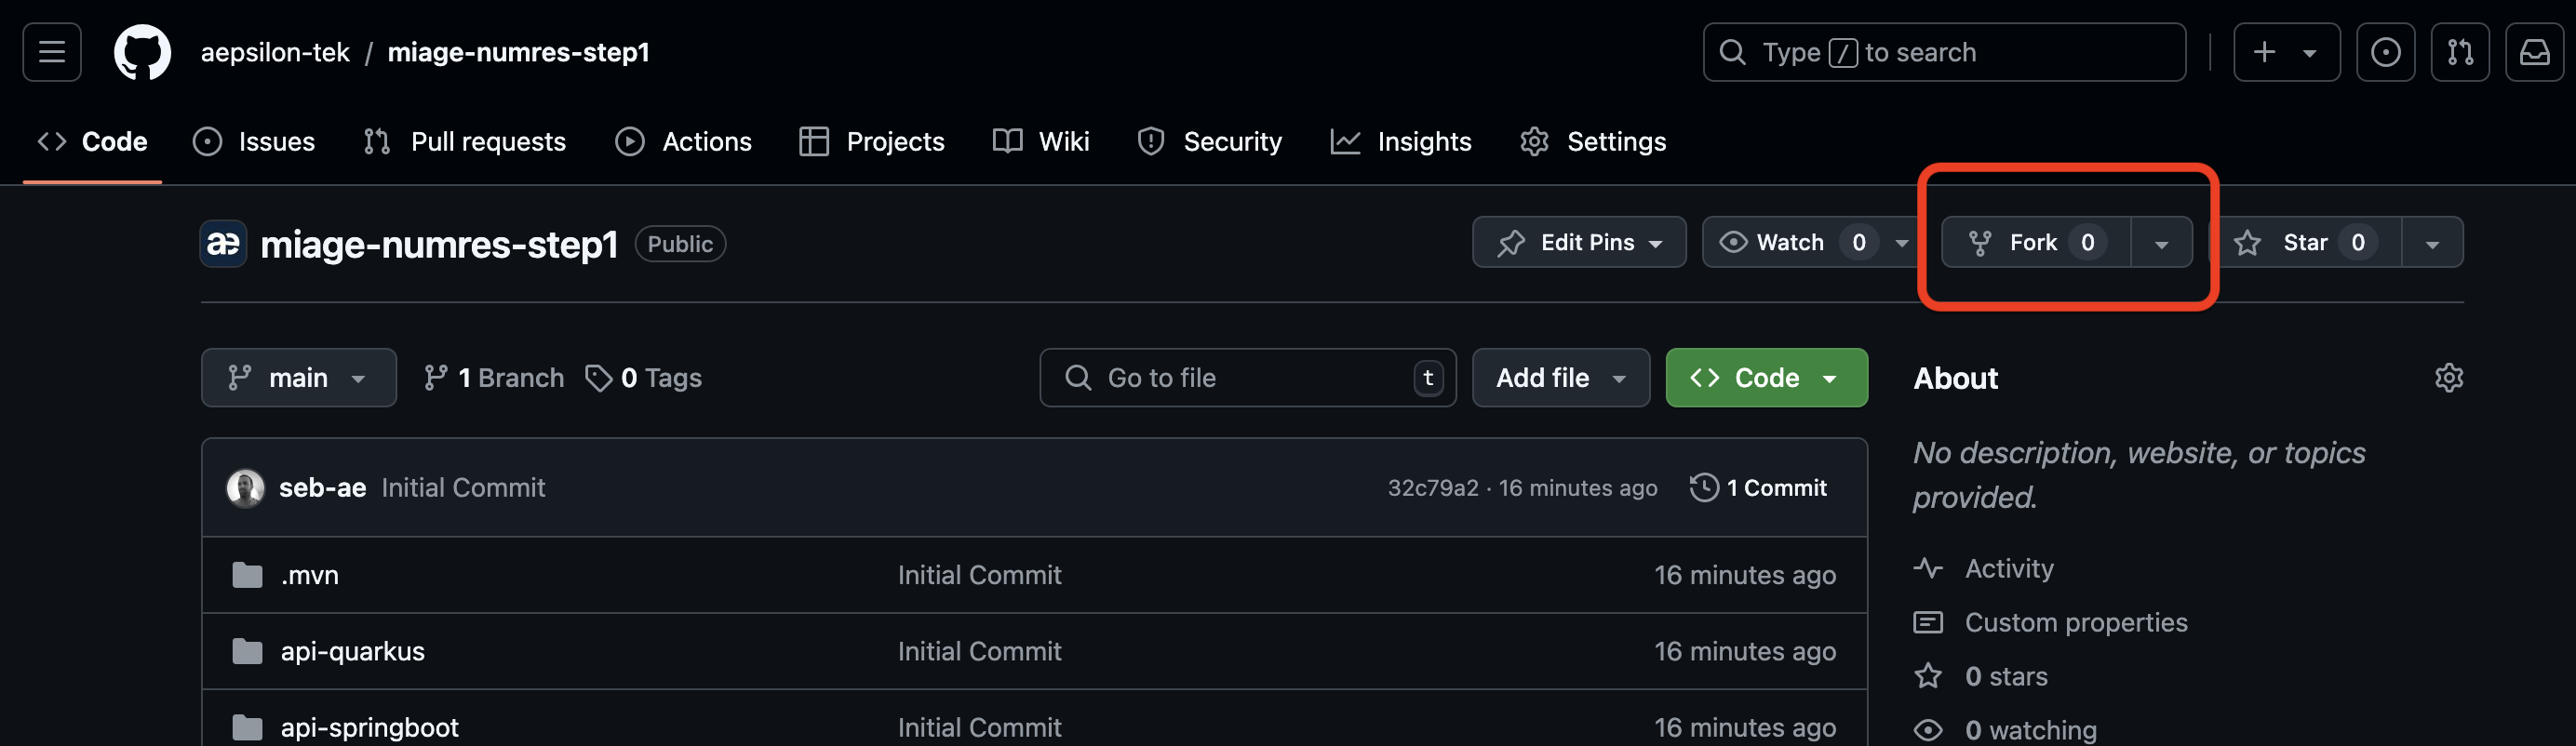 aepsilon-tek / miage-numres-step1
Type / to search
Code Issues Pull requests Actions Projects Wiki Security Insights Settings
æ miage-numres-step1 Public
Edit Pins Watch 0 Fork 0 Star 0
main 1 Branch 0 Tags
Go to file t
Add file Code
seb-ae Initial Commit 32c79a2 · 16 minutes ago 1 Commit
.mvn Initial Commit 16 minutes ago
api-quarkus Initial Commit 16 minutes ago
api-springboot Initial Commit 16 minutes ago
About
No description, website, or topics
provided.
Activity
Custom properties
0 stars
0 watching